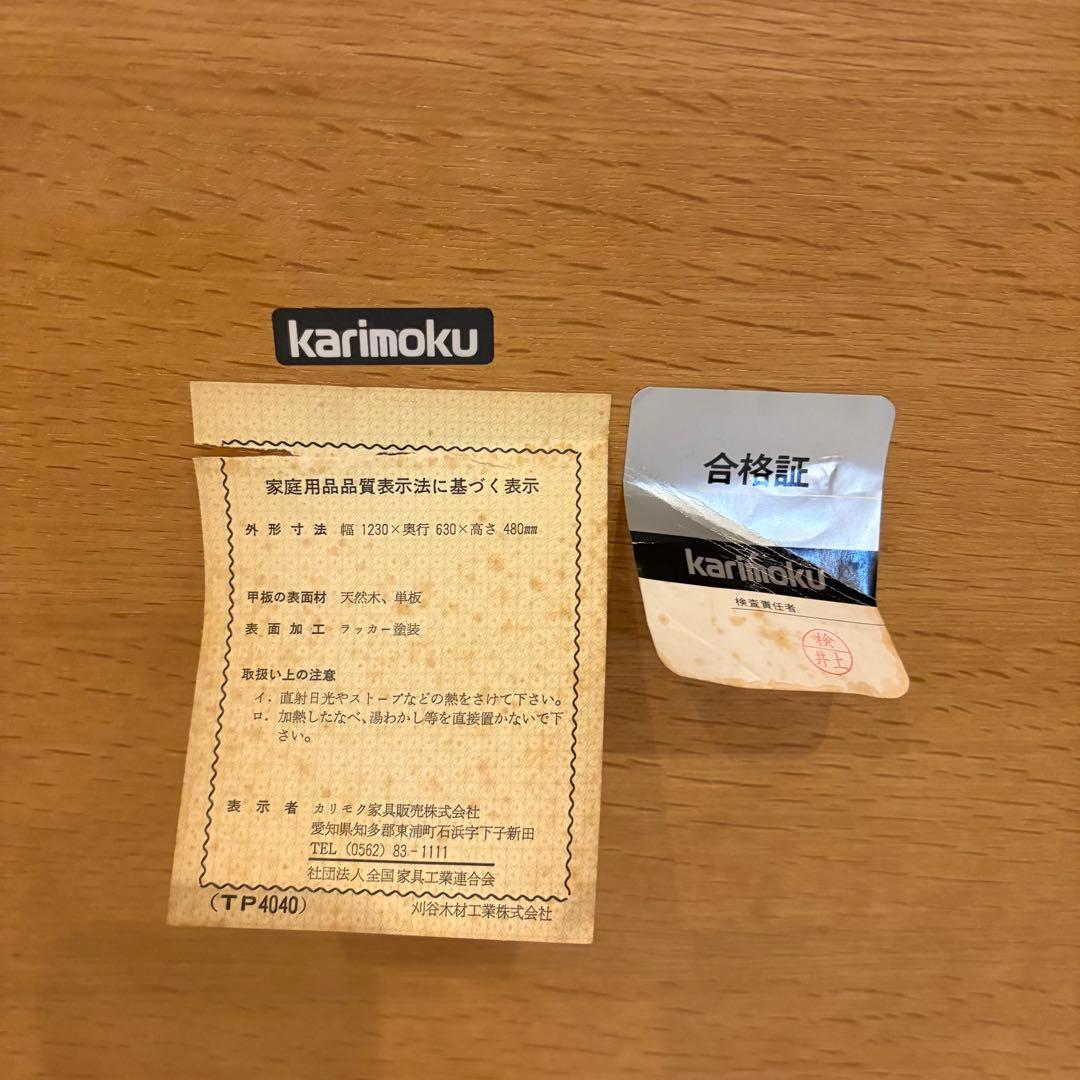 karimoku
家庭用品品質表示法に基づく表示
外形寸法 幅 1230×奥行 630×高さ 480mm
甲板の表面材 天然木、単板
表面加工 ラッカー塗装
取扱い上の注意
イ. 直射日光やストーブなどの熱をさけて下さい。
ロ. 加熱したなべ、湯わかし等を直接置かないで下
さい。
表示者 カリモク家具販売株式会社
愛知県知多郡東浦町石浜字下子新田
TEL (0562) 83-1111
社団法人全国家具工業連合会
(TP4040) 刈谷木材工業株式会社
合格証
karimoku
検査責任者
検
井上